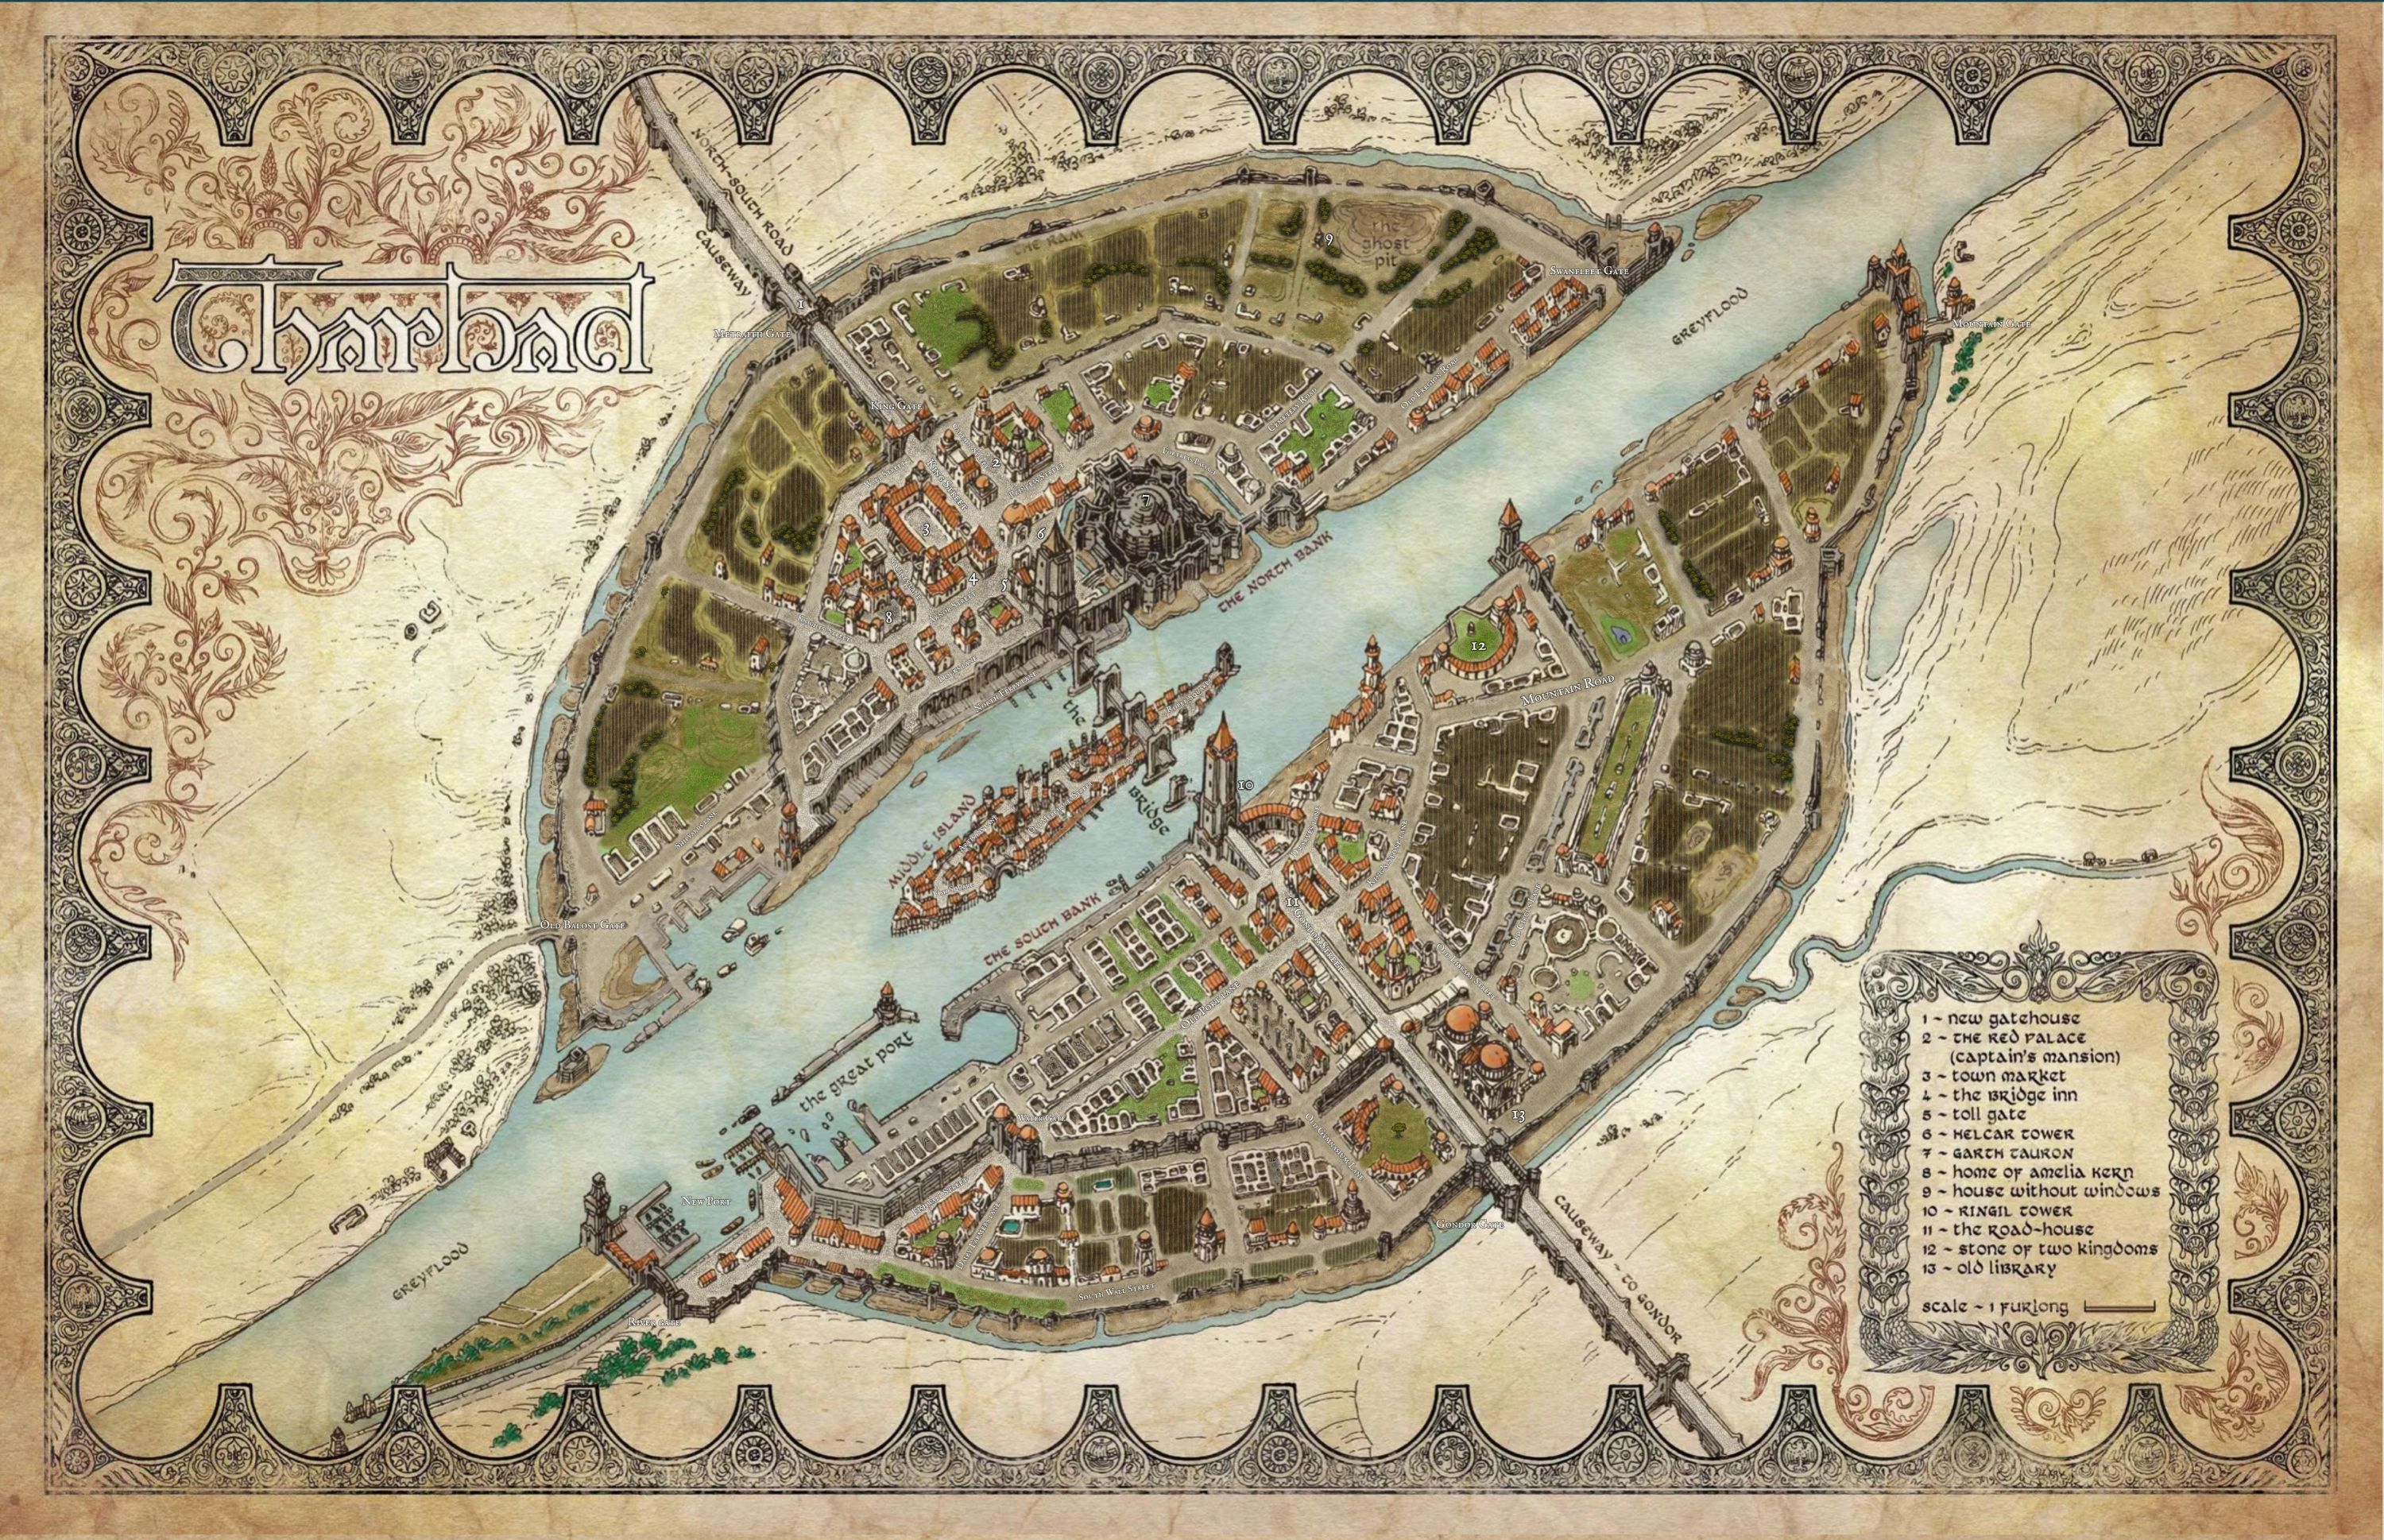 Tharbad
NORTH-SOUTH ROAD
CAUSEWAY
1
Metraith Gate
THE RAM
9
the
ghost
pit
Swanfleet Gate
GREYFLOOD
Mountain Gate
King Gate
2
3
4
5
6
7
8
THE NORTH BANK
the
BRIDGE
MIDDLE ISLAND
10
12
Mountain Road
THE SOUTH BANK
11
Old Balost Gate
the great port
Old Port Lane
13
New Port
GREYFLOOD
River gate
South Wall Street
Gondor Gate
CAUSEWAY ~ TO GONDOR
1 ~ new gatehouse
2 ~ THE RED PALACE
(captain's mansion)
3 ~ town market
4 ~ the BRidge inn
5 ~ toll gate
6 ~ HELCAR TOWER
7 ~ GARTH TAURON
8 ~ home of amelia kern
9 ~ house without windows
10 ~ RINGIL TOWER
11 ~ the Road-house
12 ~ stone of two kingdoms
13 ~ old liBRARy
scale ~ 1 furlong